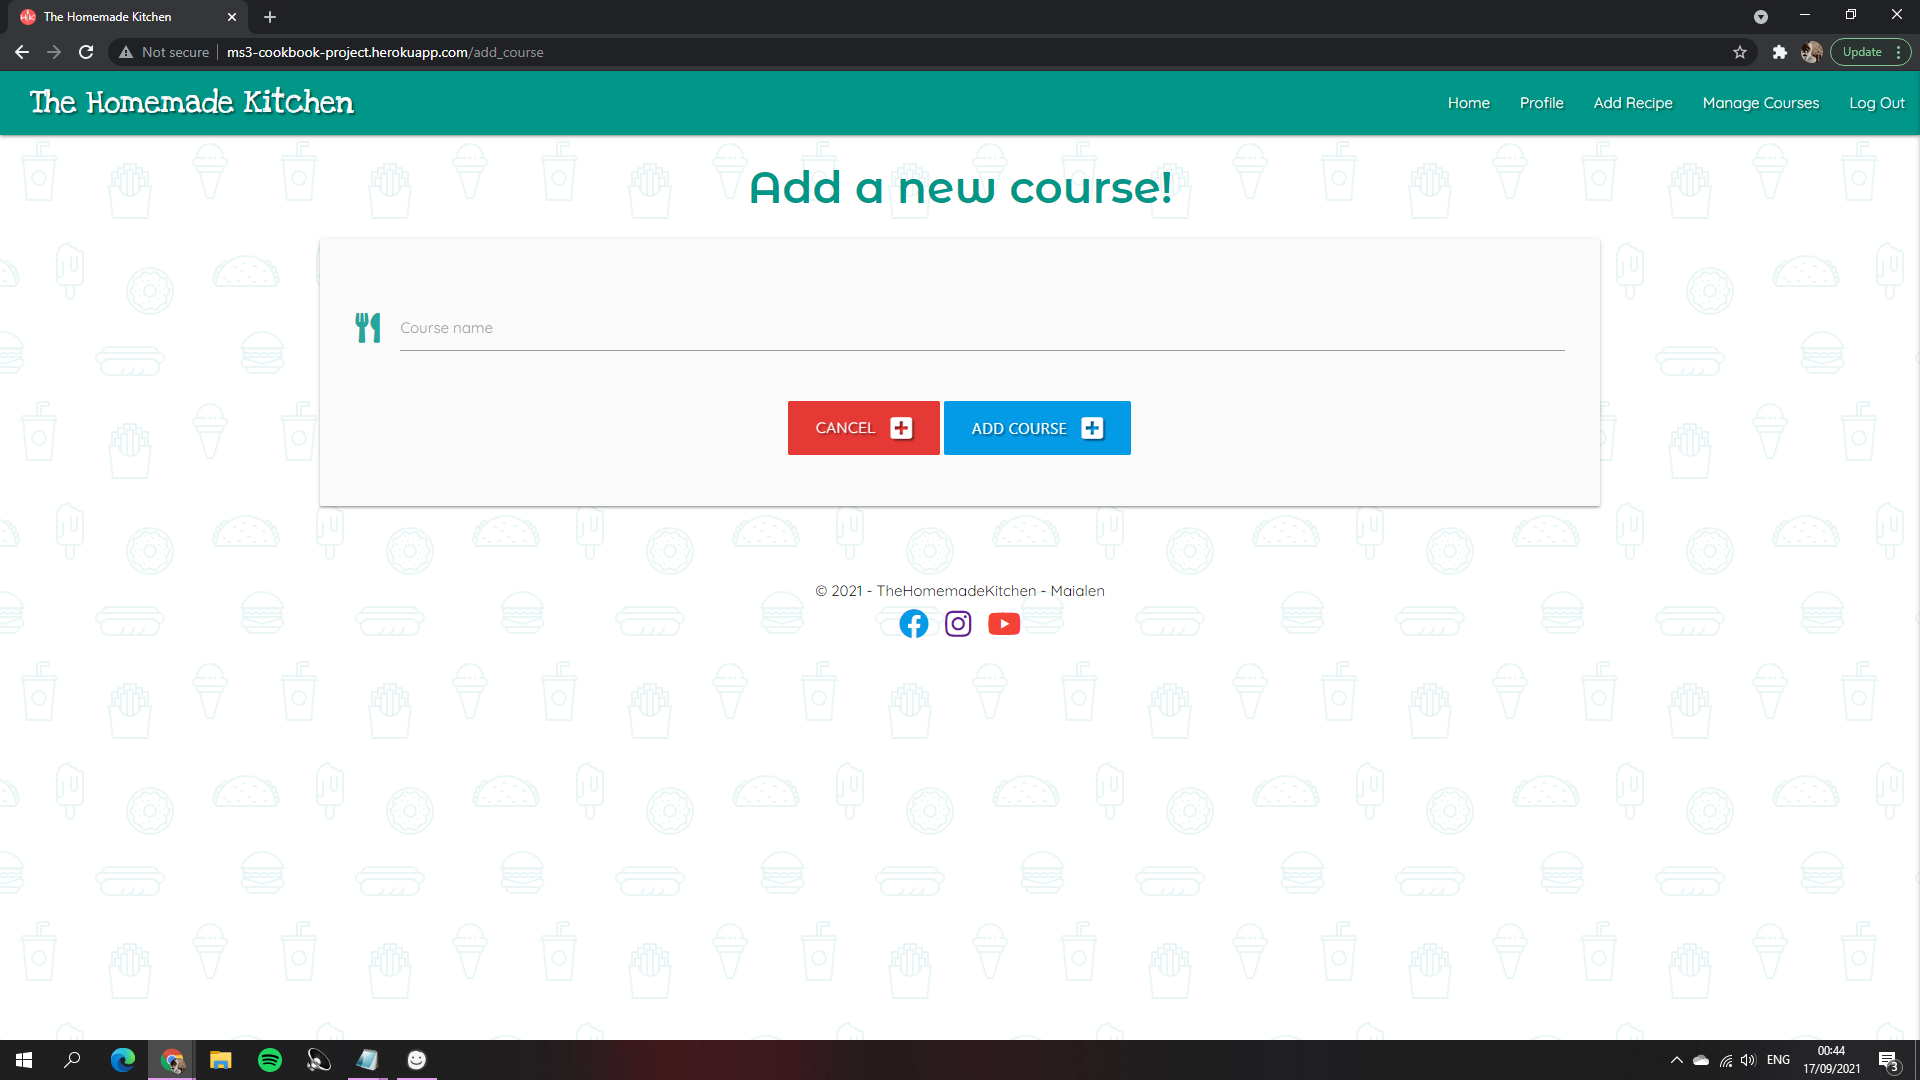 The Homemade Kitchen
Not secure
ms3-cookbook-project.herokuapp.com/add_course
Update
The Homemade Kitchen
Home
Profile
Add Recipe
Manage Courses
Log Out
Add a new course!
Course name
CANCEL
ADD COURSE
© 2021 - TheHomemadeKitchen - Maialen
ENG
00:44
17/09/2021
3